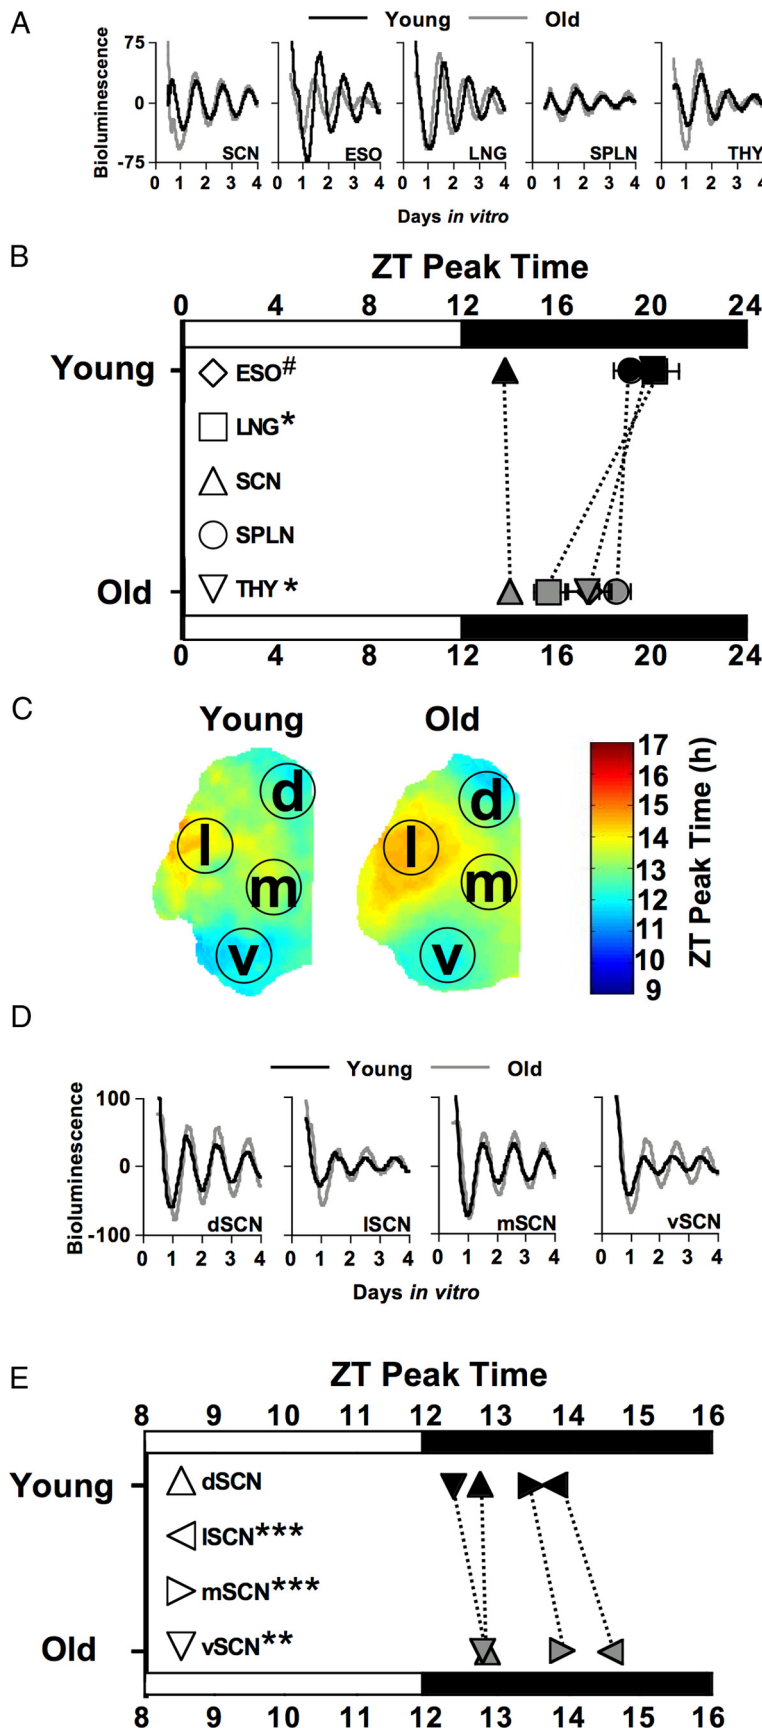 A
Young Old
Bioluminescence
75
0
-75
SCN ESO LNG SPLN THY
0 1 2 3 4 0 1 2 3 4 0 1 2 3 4 0 1 2 3 4 0 1 2 3 4
Days in vitro
B
ZT Peak Time
0 4 8 12 16 20 24
Young
ESO#
LNG*
SCN
SPLN
THY*
Old
0 4 8 12 16 20 24
C
Young Old
d d
l l
m m
v v
17
16
15
14
13
12
11
10
9
ZT Peak Time (h)
D
Young Old
Bioluminescence
100
0
-100
dSCN lSCN mSCN vSCN
0 1 2 3 4 0 1 2 3 4 0 1 2 3 4 0 1 2 3 4
Days in vitro
E
ZT Peak Time
8 9 10 11 12 13 14 15 16
Young
dSCN
lSCN***
mSCN***
vSCN**
Old
8 9 10 11 12 13 14 15 16